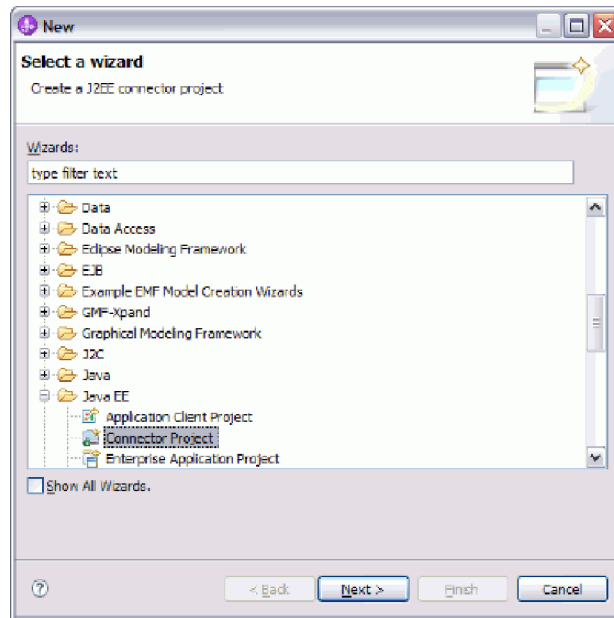 New
Select a wizard
Create a J2EE connector project
Wizards:
type filter text
Data
Data Access
Eclipse Modeling Framework
EJB
Example EMF Model Creation Wizards
GMF-Xpand
Graphical Modeling Framework
J2C
Java
Java EE
Application Client Project
Connector Project
Enterprise Application Project
Show All Wizards.
?
< Back Next > Finish Cancel